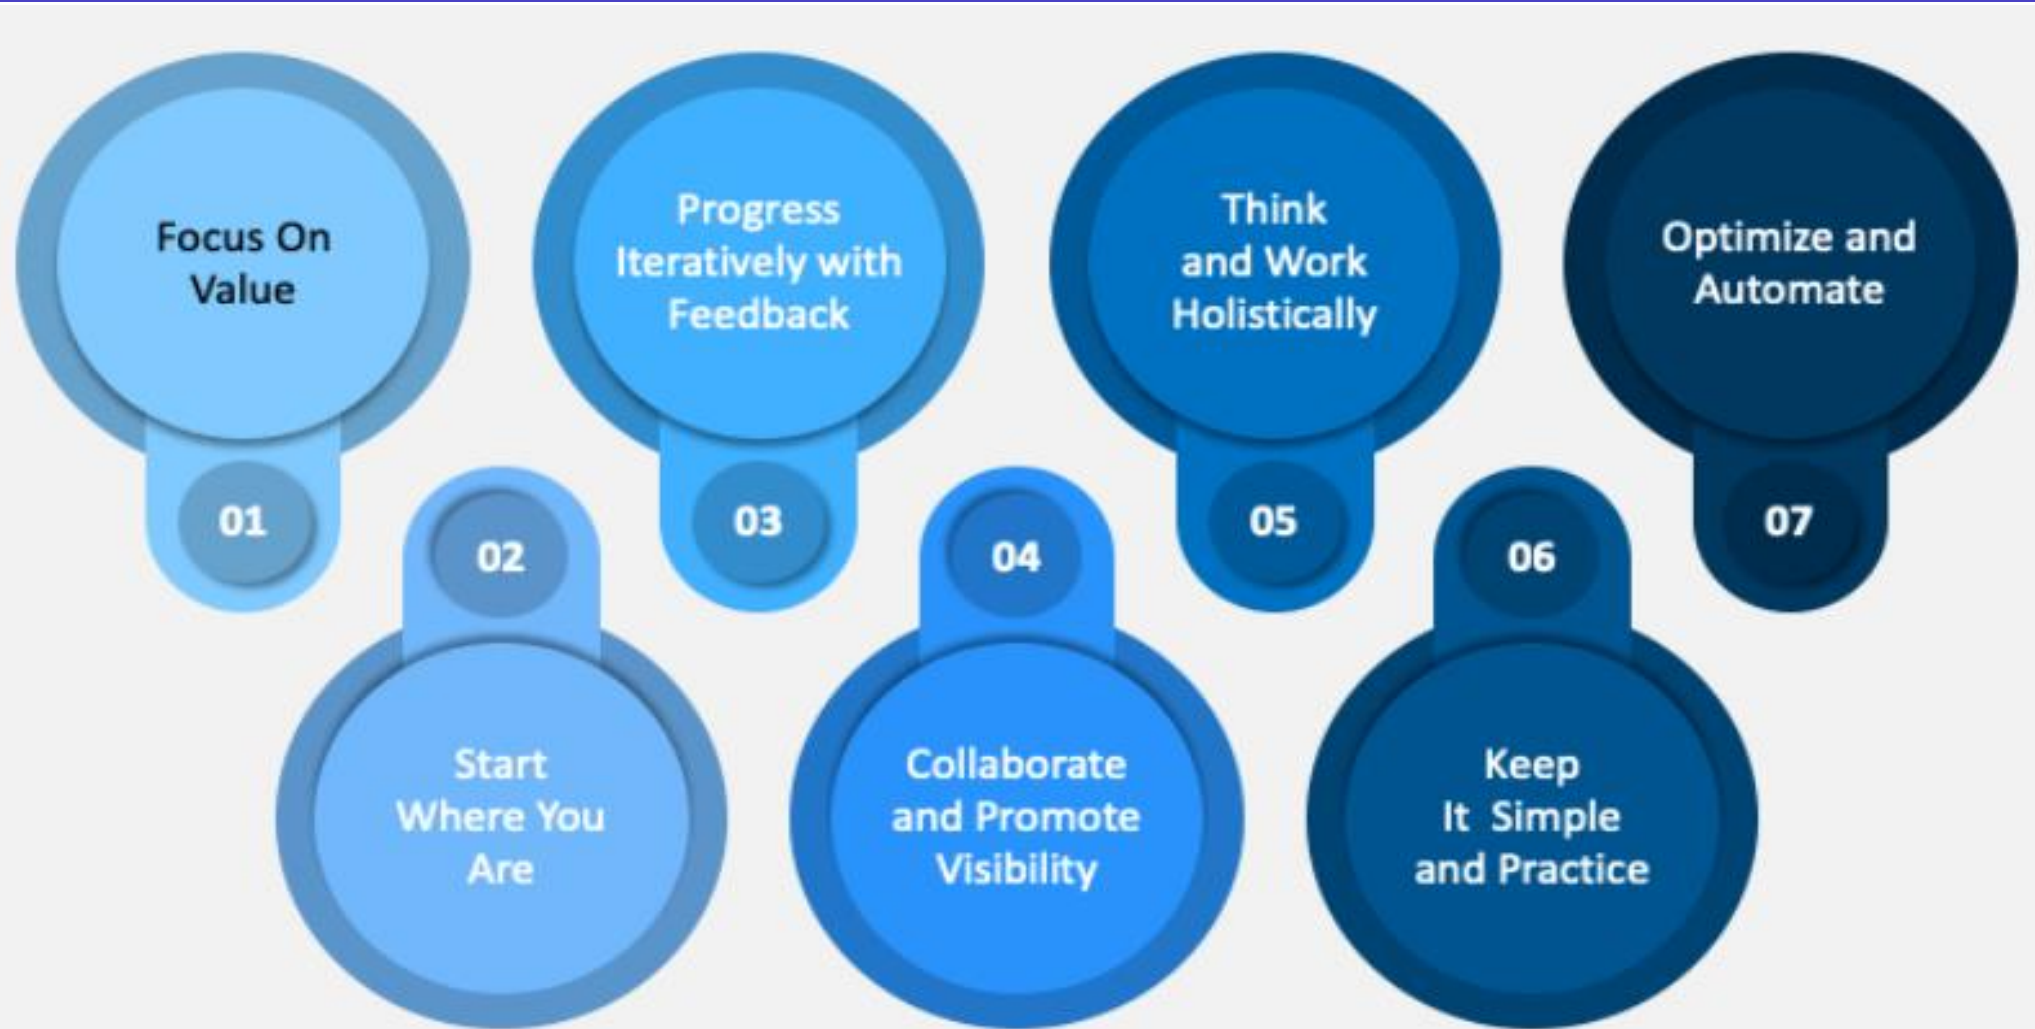 Focus On
Value
01
02
Start
Where You
Are
Progress
Iteratively with
Feedback
03
04
Collaborate
and Promote
Visibility
Think
and Work
Holistically
05
06
Keep
It  Simple
and Practice
Optimize and
Automate
07